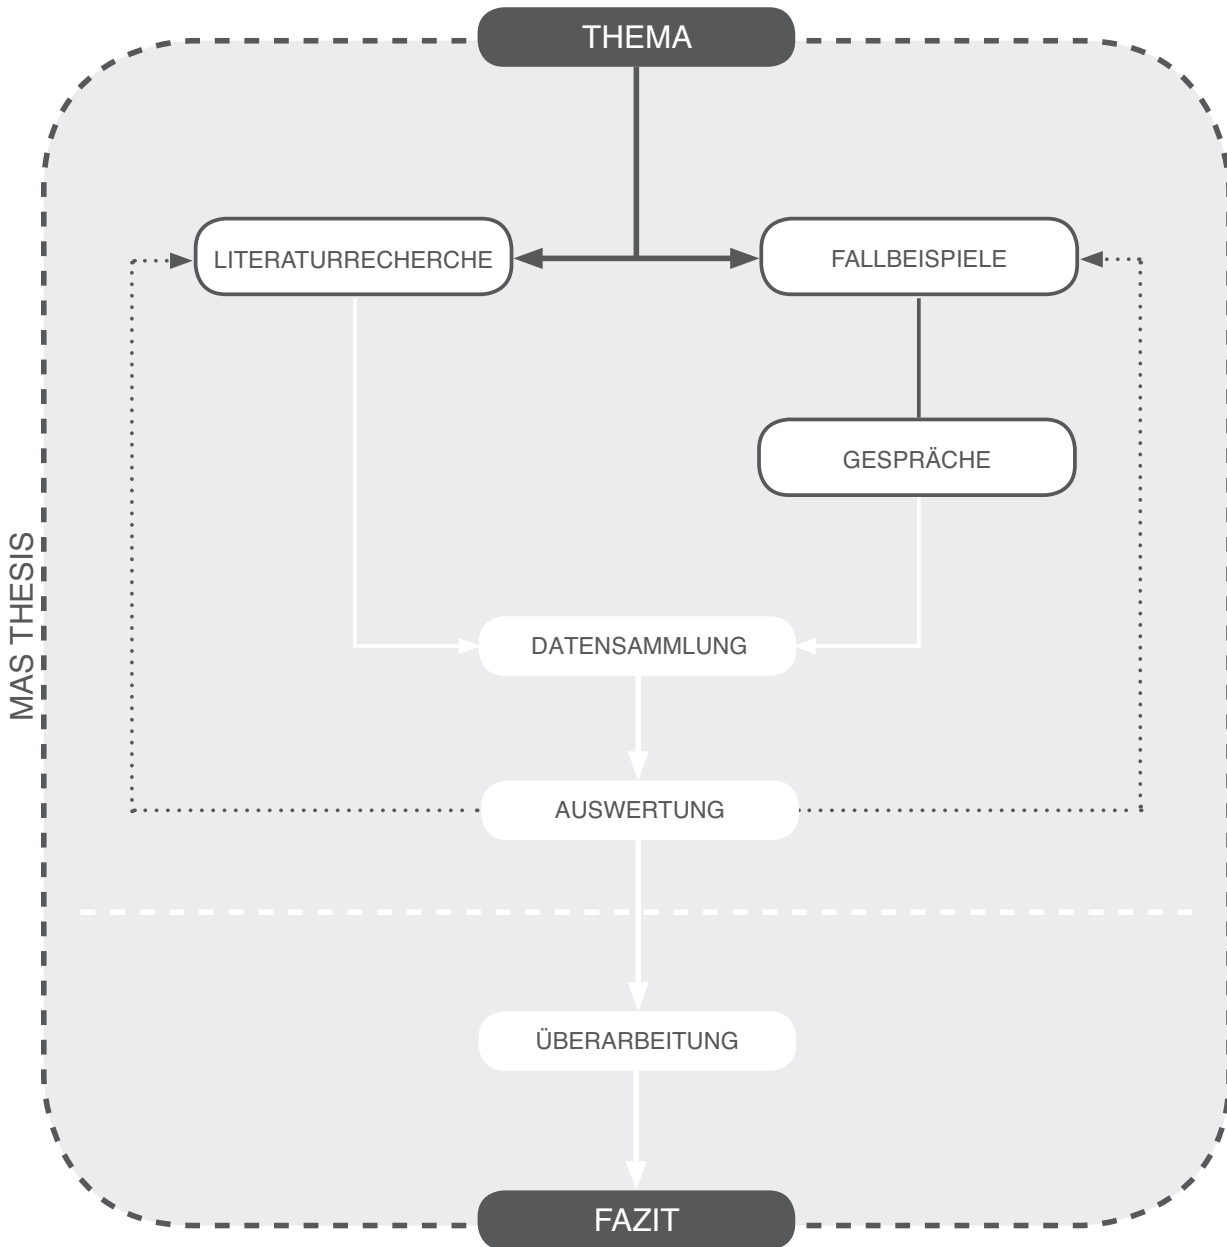 THEMA
LITERATURRECHERCHE
FALLBEISPIELE
GESPRÄCHE
MAS THESIS
DATENSAMMLUNG
AUSWERTUNG
ÜBERARBEITUNG
FAZIT